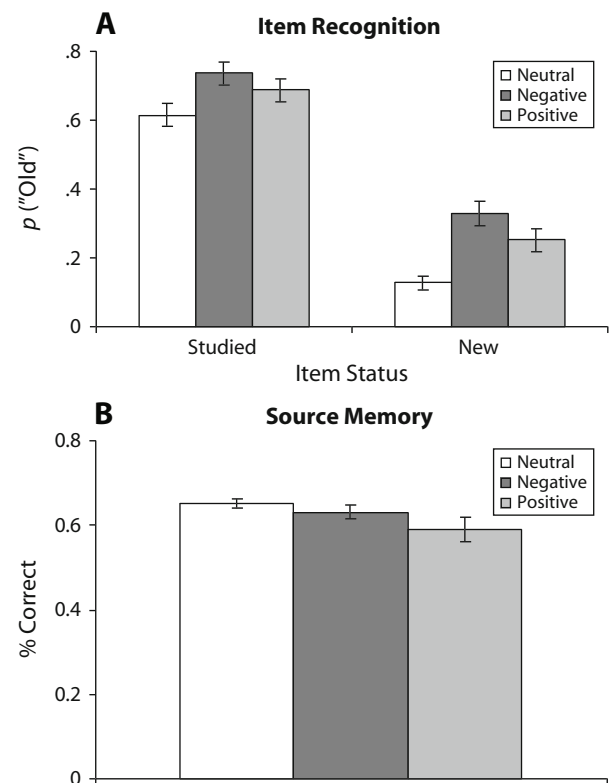 A
Item Recognition
.8
.6
.4
.2
0
p ("Old")
Neutral
Negative
Positive
Studied
New
Item Status
B
Source Memory
0.8
0.6
0.4
0.2
0
% Correct
Neutral
Negative
Positive